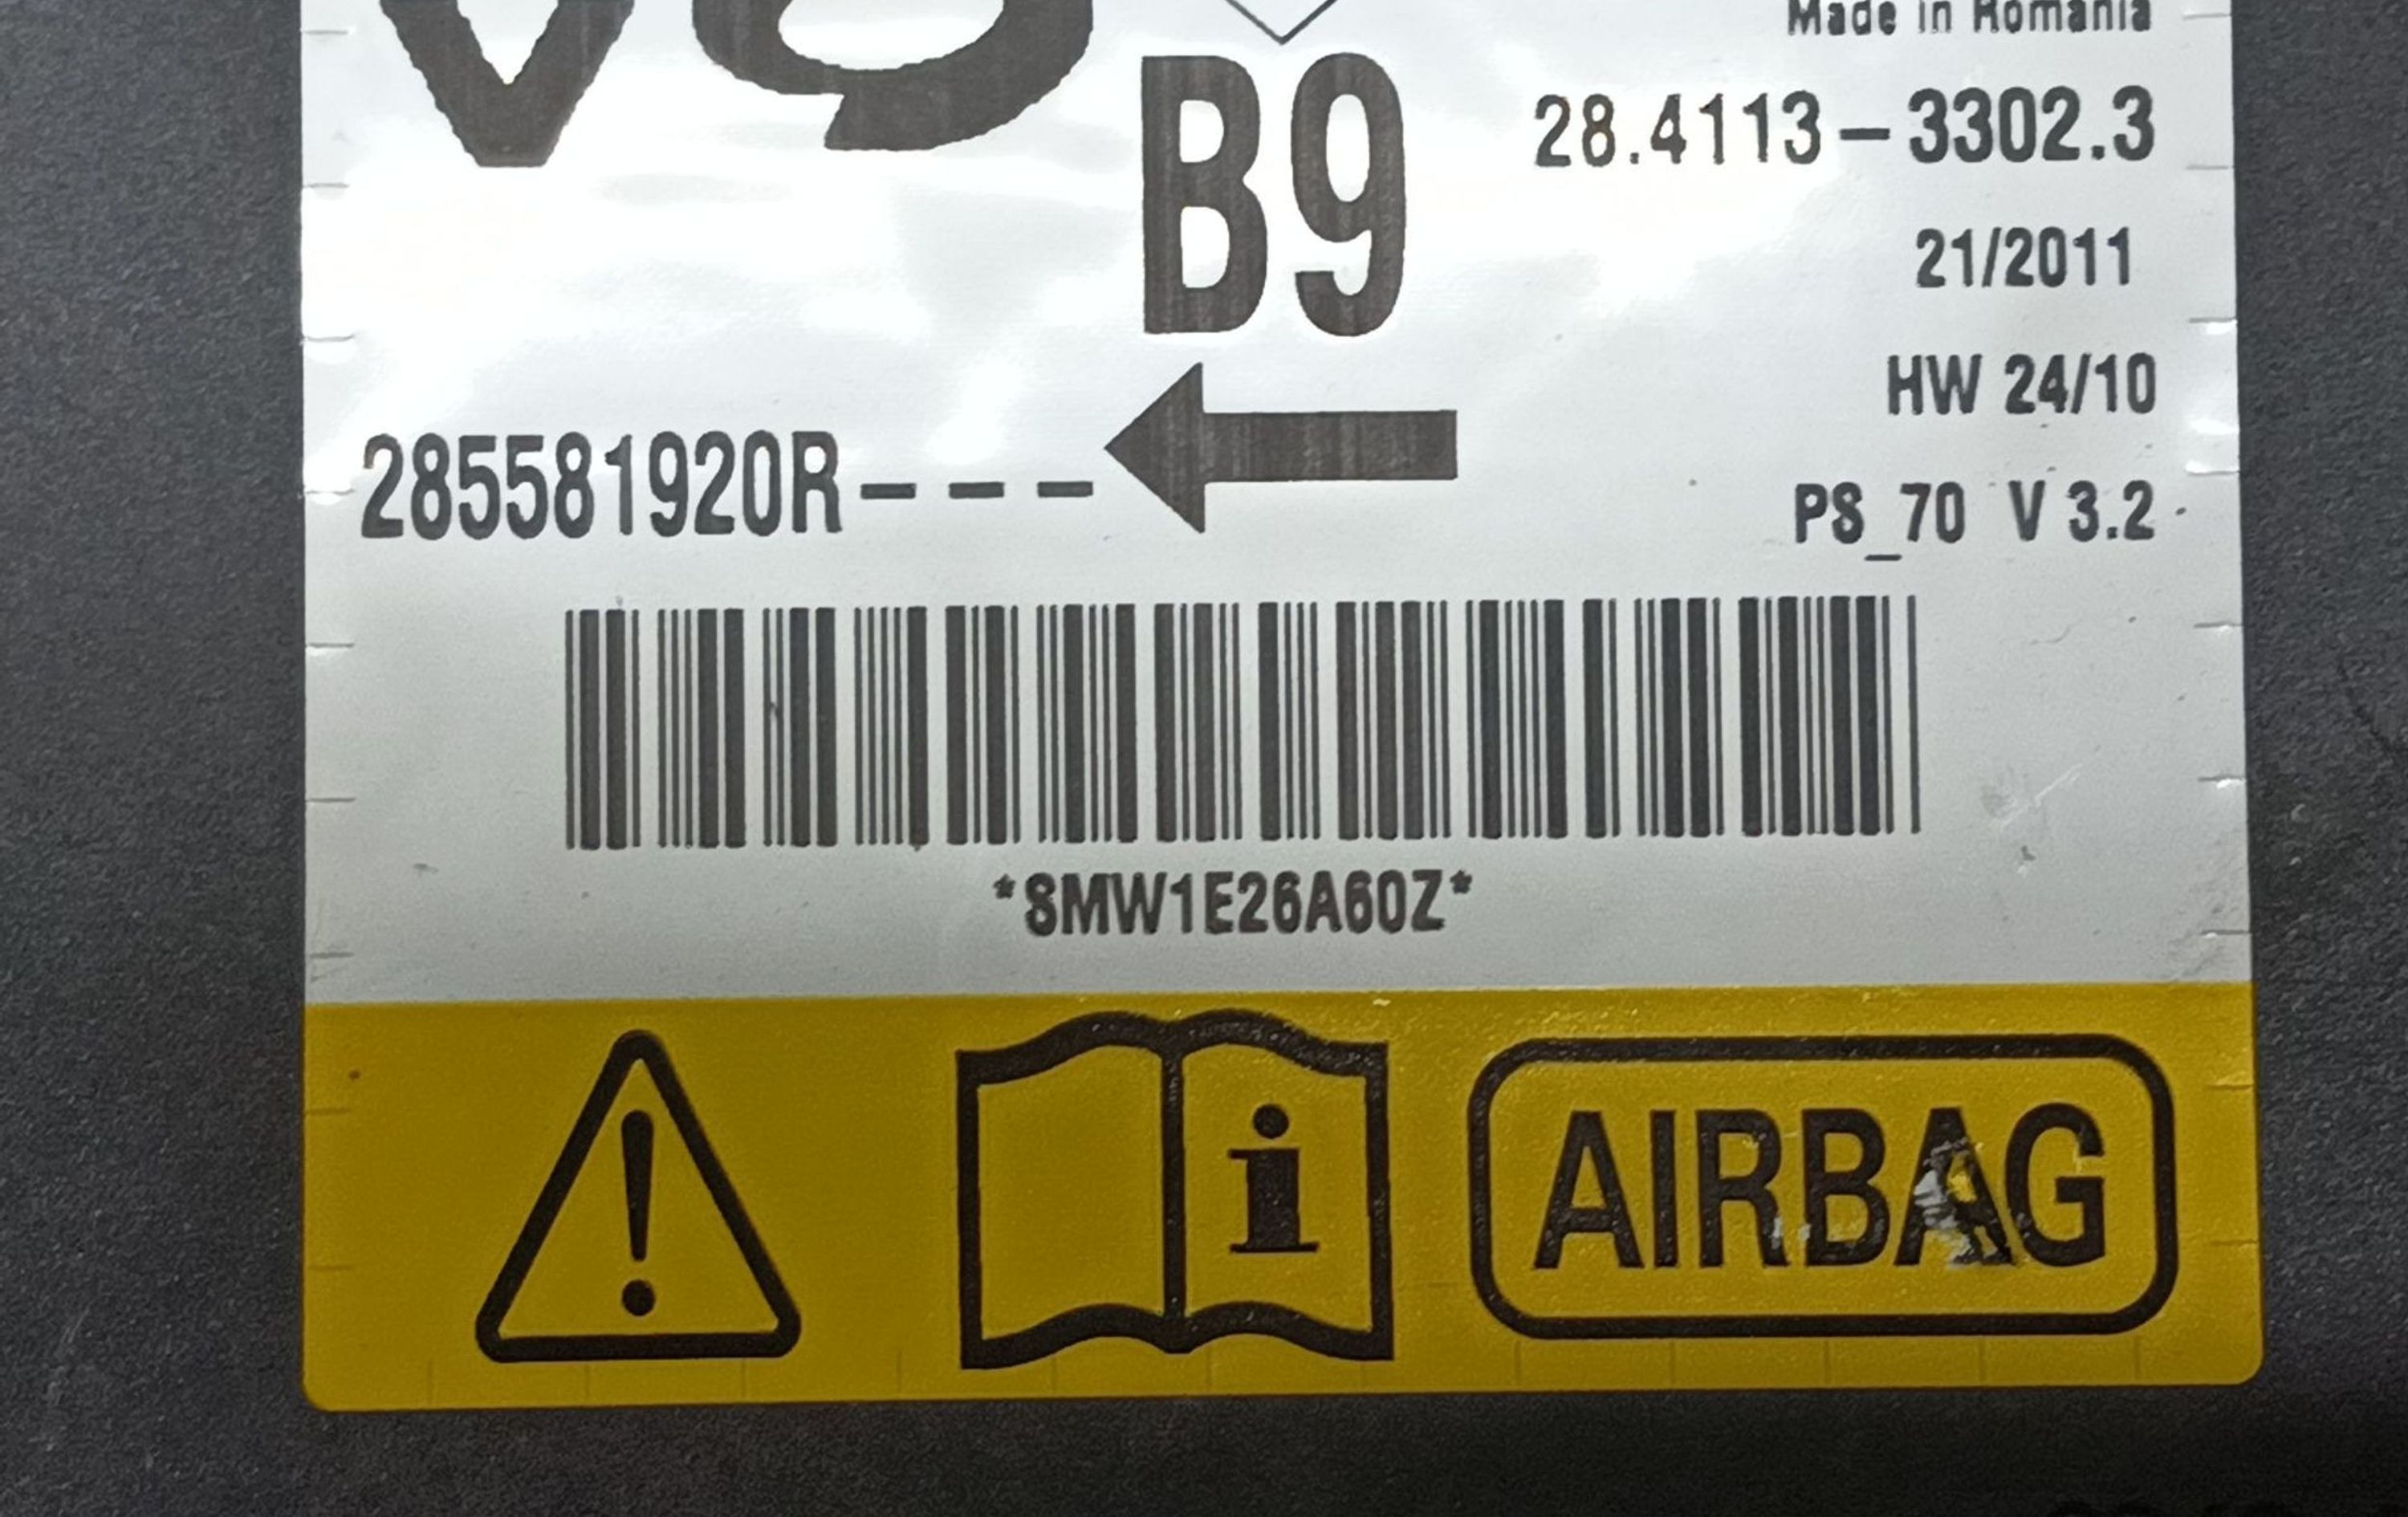 V9
Made in Romania
B9
28.4113-3302.3
21/2011
HW 24/10
285581920R---
PS_70 V 3.2
*8MW1E26A60Z*
AIRBAG